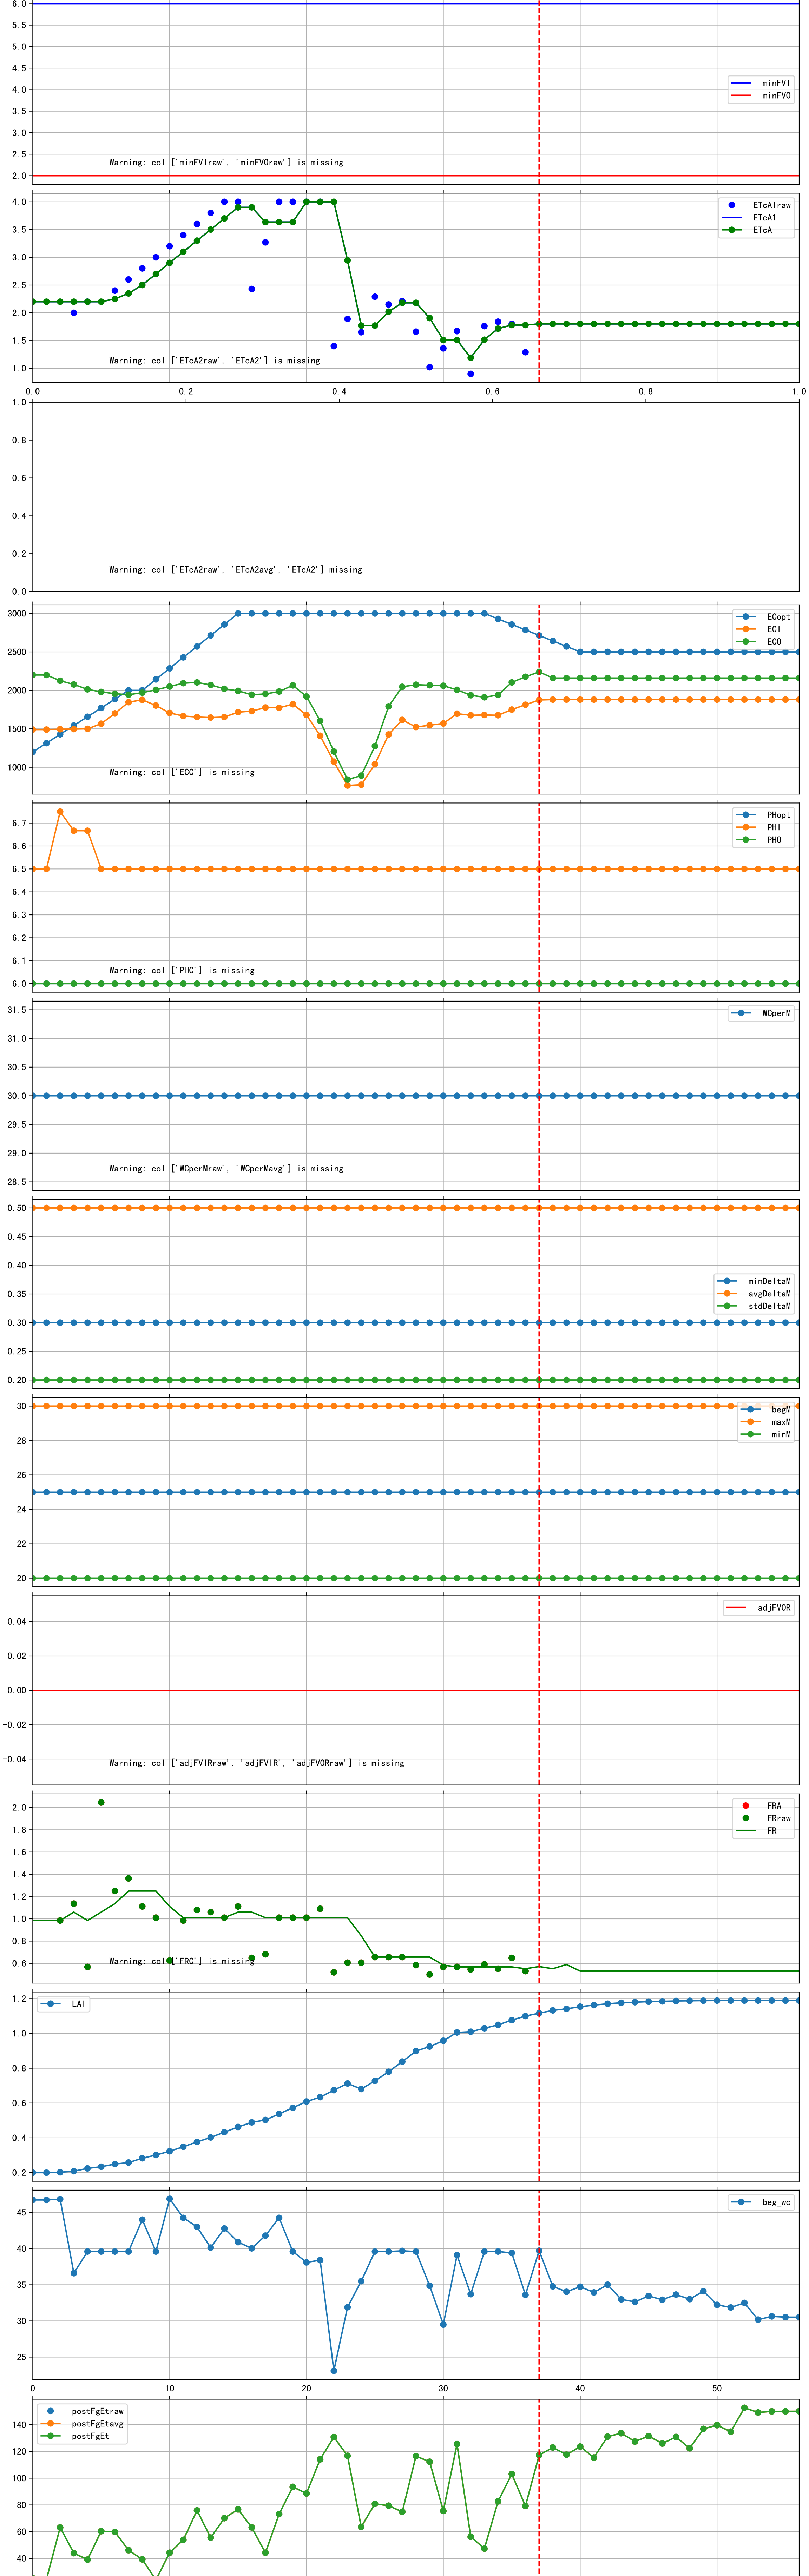 6.0
5.5
5.0
4.5
4.0
3.5
3.0
2.5
2.0
minFVI
minFVO
Warning: col ['minFVIraw', 'minFVOraw'] is missing
4.0
3.5
3.0
2.5
2.0
1.5
1.0
ETcA1raw
ETcA1
ETcA
Warning: col ['ETcA2raw', 'ETcA2'] is missing
0.0 0.2 0.4 0.6 0.8 1.0
1.0
0.8
0.6
0.4
0.2
0.0
Warning: col ['ETcA2raw', 'ETcA2avg', 'ETcA2'] missing
3000
2500
2000
1500
1000
ECopt
ECI
ECO
Warning: col ['ECC'] is missing
6.7
6.6
6.5
6.4
6.3
6.2
6.1
6.0
PHopt
PHI
PHO
Warning: col ['PHC'] is missing
31.5
31.0
30.5
30.0
29.5
29.0
28.5
WCperM
Warning: col ['WCperMraw', 'WCperMavg'] is missing
0.50
0.45
0.40
0.35
0.30
0.25
0.20
minDeltaM
avgDeltaM
stdDeltaM
30
28
26
24
22
20
begM
maxM
minM
0.04
0.02
0.00
−0.02
−0.04
adjFVOR
Warning: col ['adjFVIRraw', 'adjFVIR', 'adjFVORraw'] is missing
2.0
1.8
1.6
1.4
1.2
1.0
0.8
0.6
FRA
FRraw
FR
Warning: col ['FRC'] is missing
1.2
1.0
0.8
0.6
0.4
0.2
LAI
45
40
35
30
25
beg_wc
0 10 20 30 40 50
140
120
100
80
60
40
postFgEtraw
postFgEtavg
postFgEt